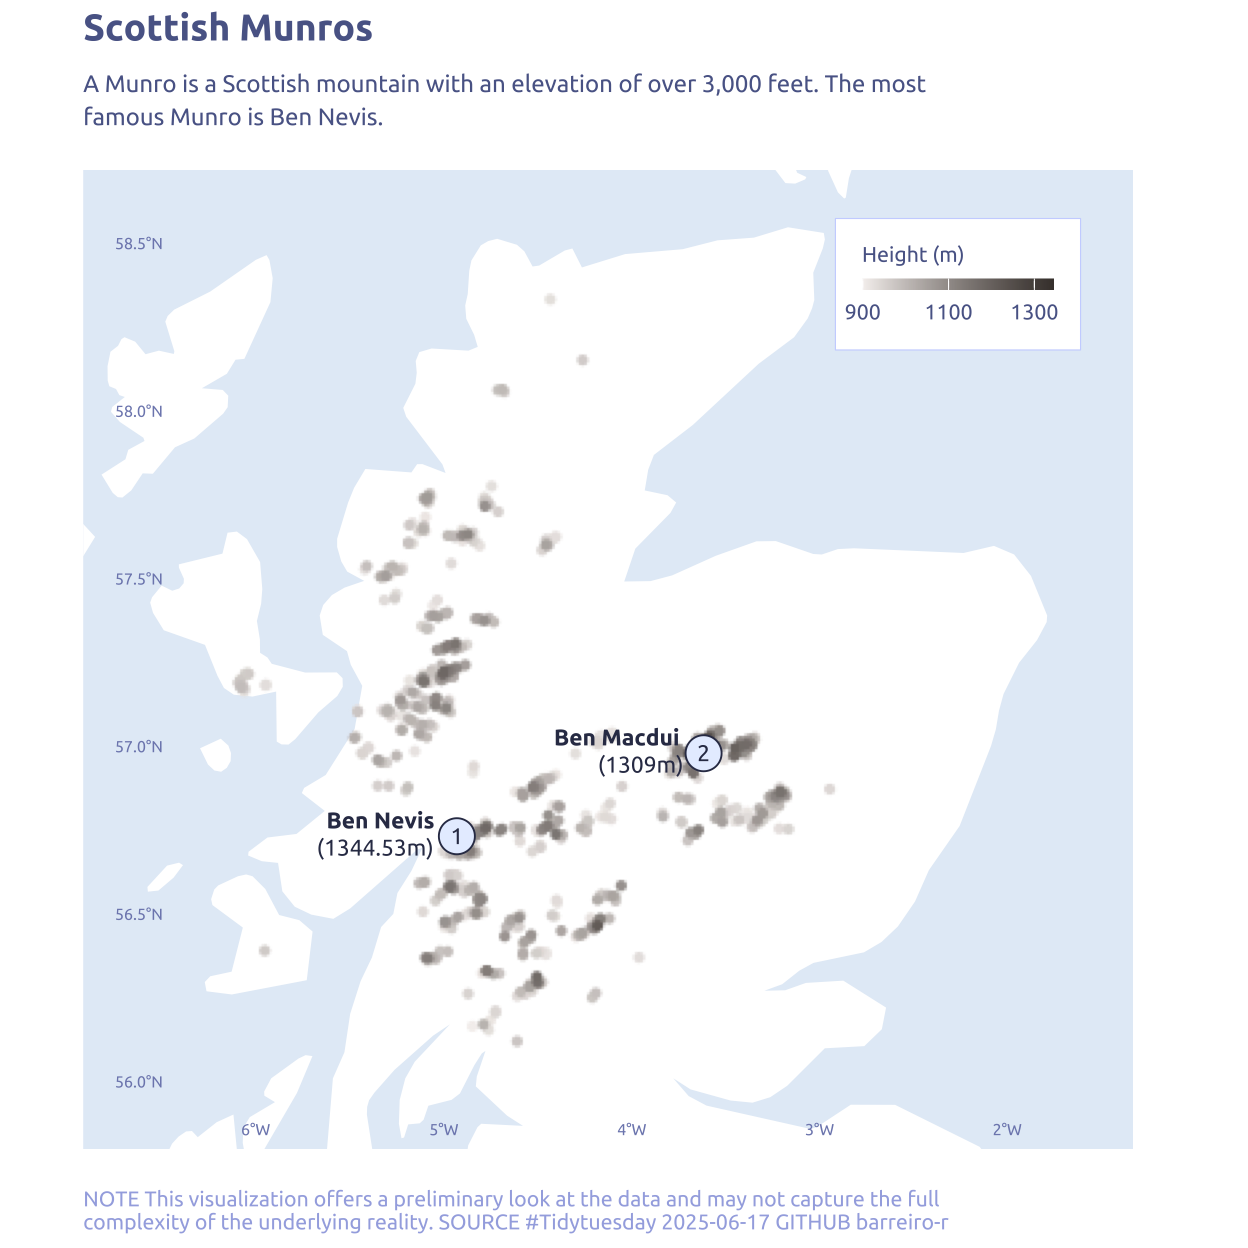 Scottish Munros
A Munro is a Scottish mountain with an elevation of over 3,000 feet. The most
famous Munro is Ben Nevis.
58.5°N
Height (m)
900 1100 1300
58.0°N
57.5°N
57.0°N
Ben Macdui
(1309m)
2
Ben Nevis
(1344.53m)
1
56.5°N
56.0°N
6°W 5°W 4°W 3°W 2°W
NOTE This visualization offers a preliminary look at the data and may not capture the full
complexity of the underlying reality. SOURCE #Tidytuesday 2025-06-17 GITHUB barreiro-r